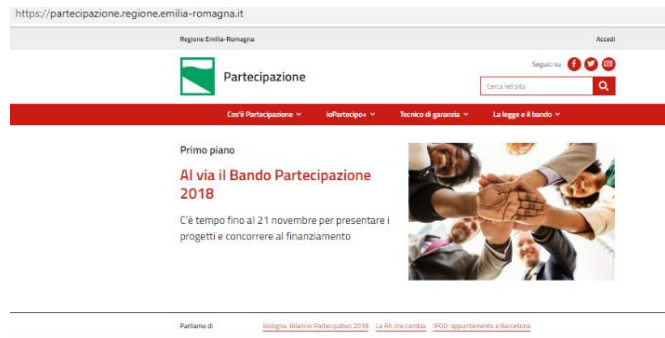 https://partecipazione.regione.emilia-romagna.it
Regione Emilia-Romagna Accedi
Seguici su
Partecipazione
Cerca nel sito
Cos'è Partecipazione ioPartecipo+ Tecnico di garanzia La legge e il bando
Primo piano
Al via il Bando Partecipazione
2018
C'è tempo fino al 21 novembre per presentare i
progetti e concorrere al finanziamento
Parliamo di Bologna: Bilancio Partecipativo 2018 La PA che cambia IPOD: appuntamento a Barcellona